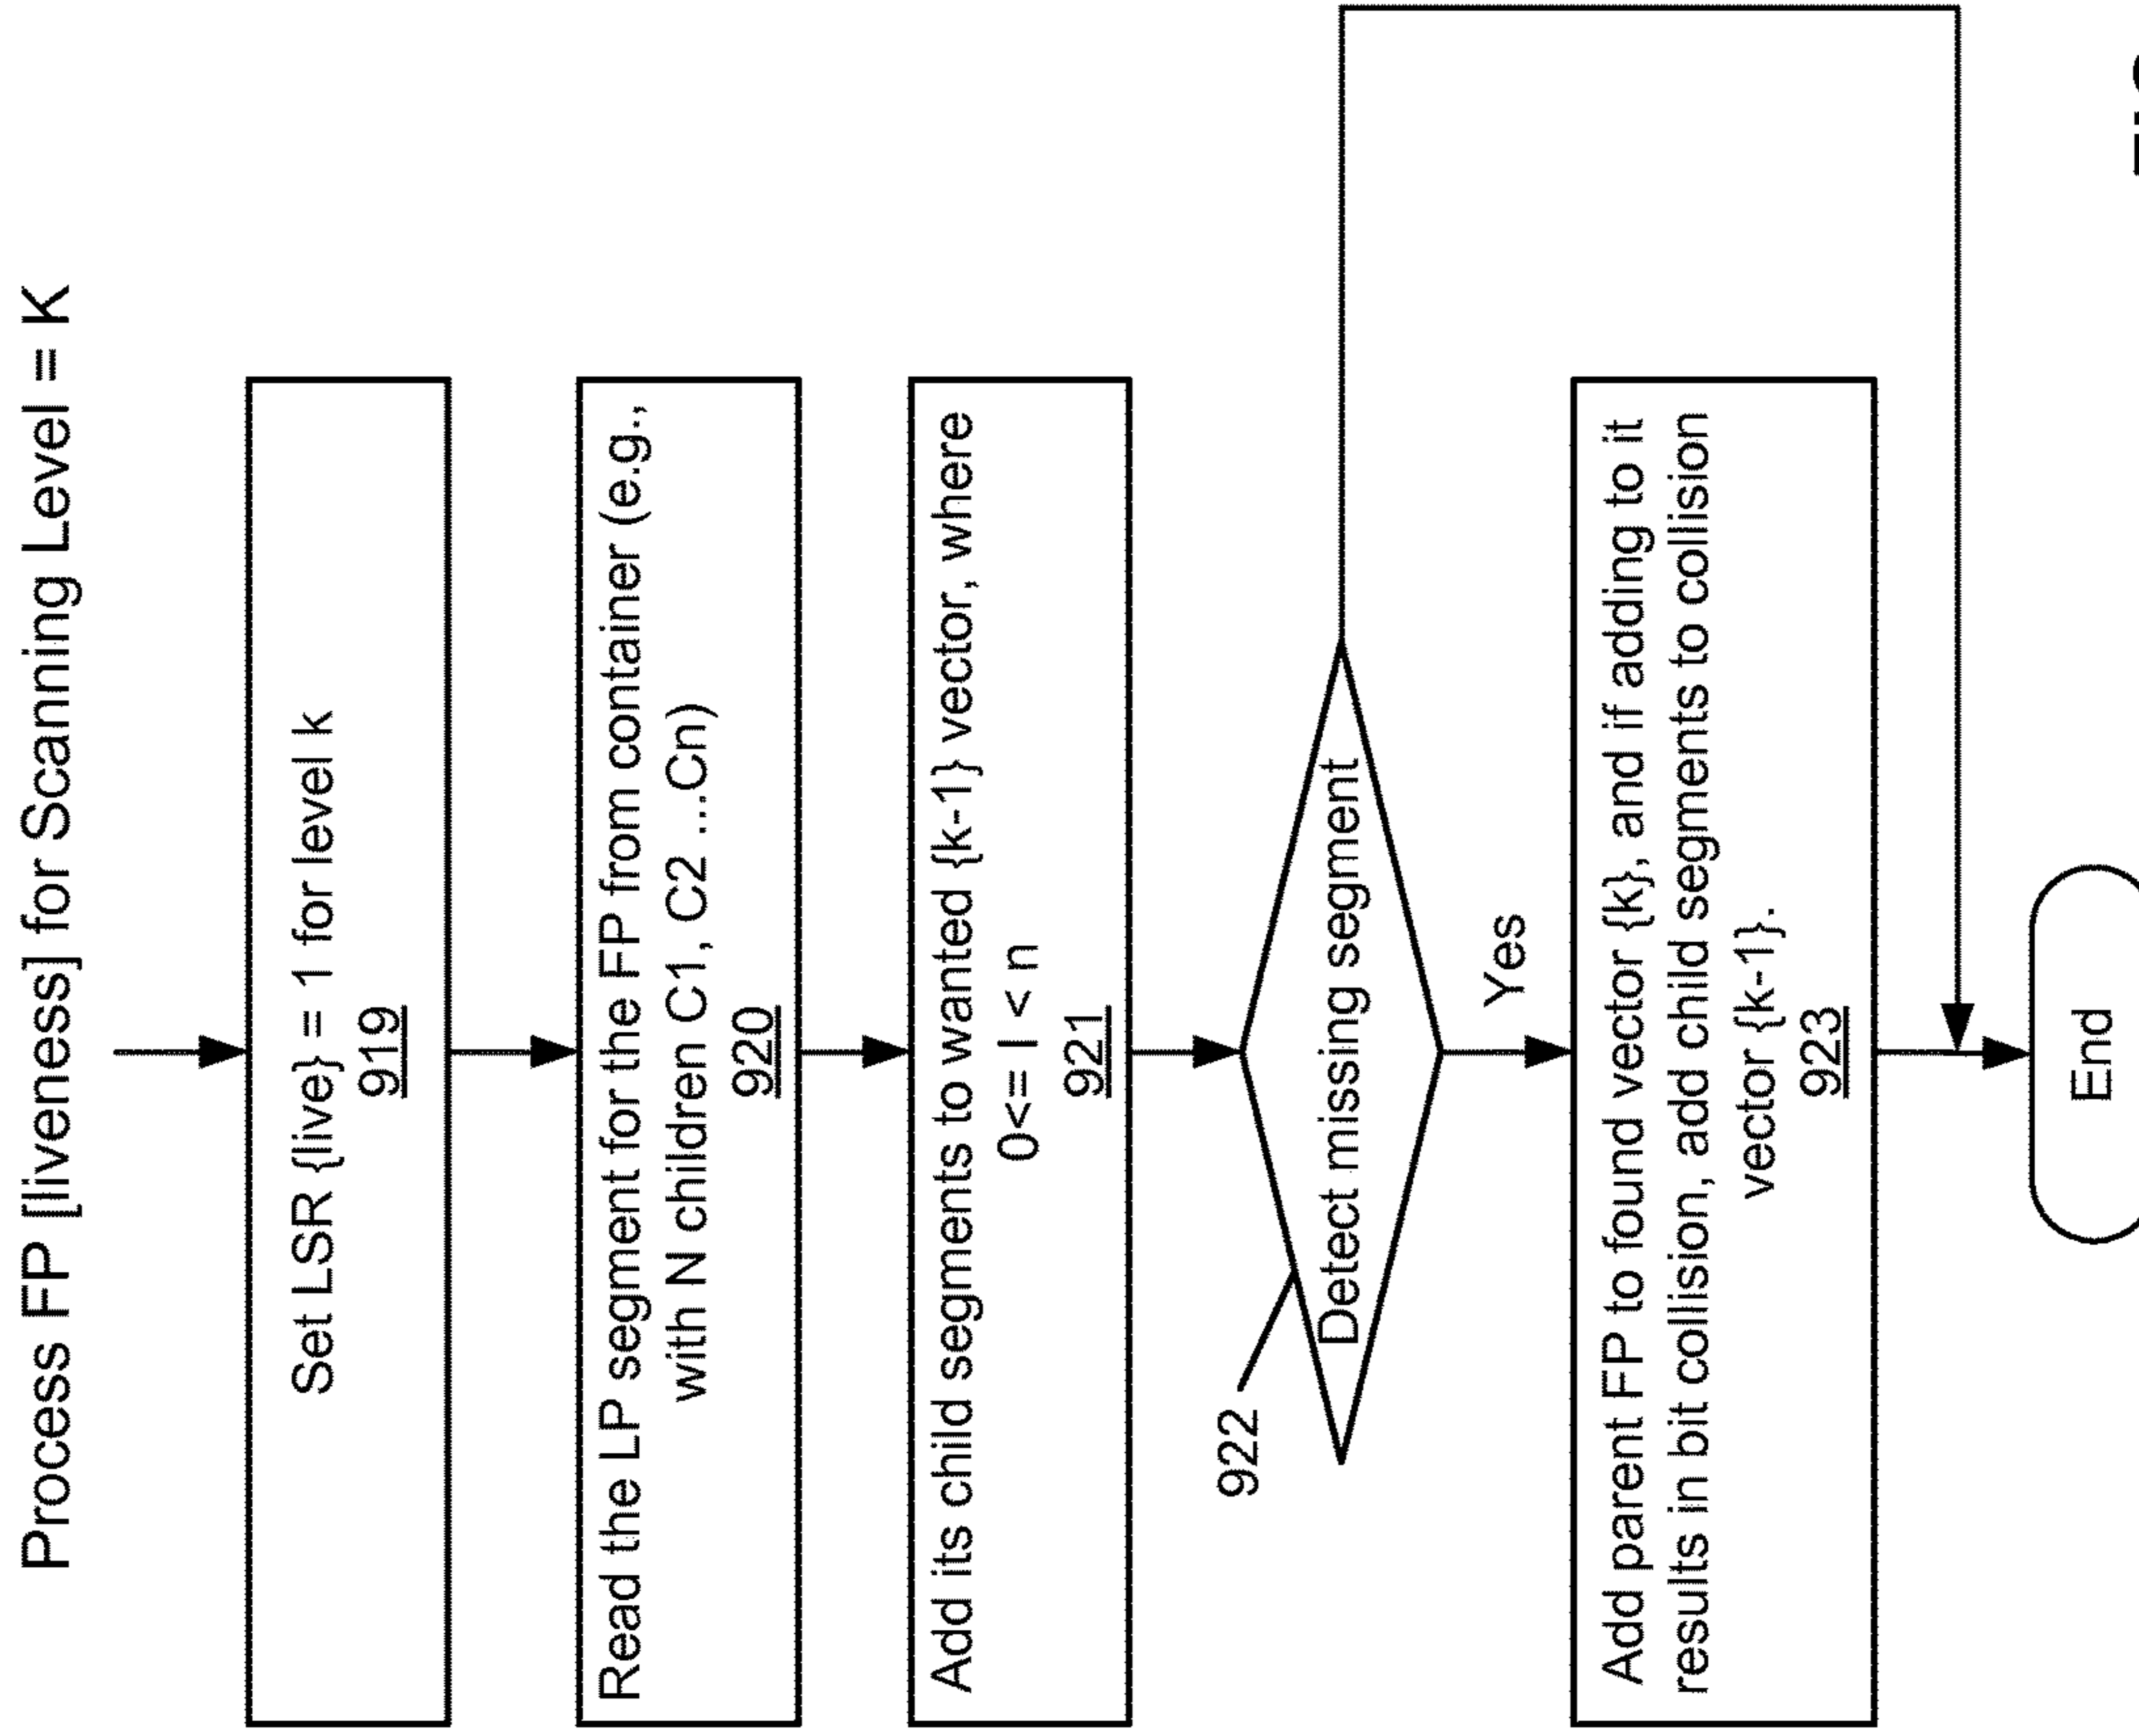 Process FP [liveness] for Scanning Level = K
Set LSR {live} = 1 for level k
919
Read the LP segment for the FP from container (e.g.,
with N children C1, C2 ...Cn)
920
Add its child segments to wanted {k-1} vector, where
0<= I < n
921
922
Detect missing segment
Yes
Add parent FP to found vector {k}, and if adding to it
results in bit collision, add child segments to collision
vector {k-1}.
923
End